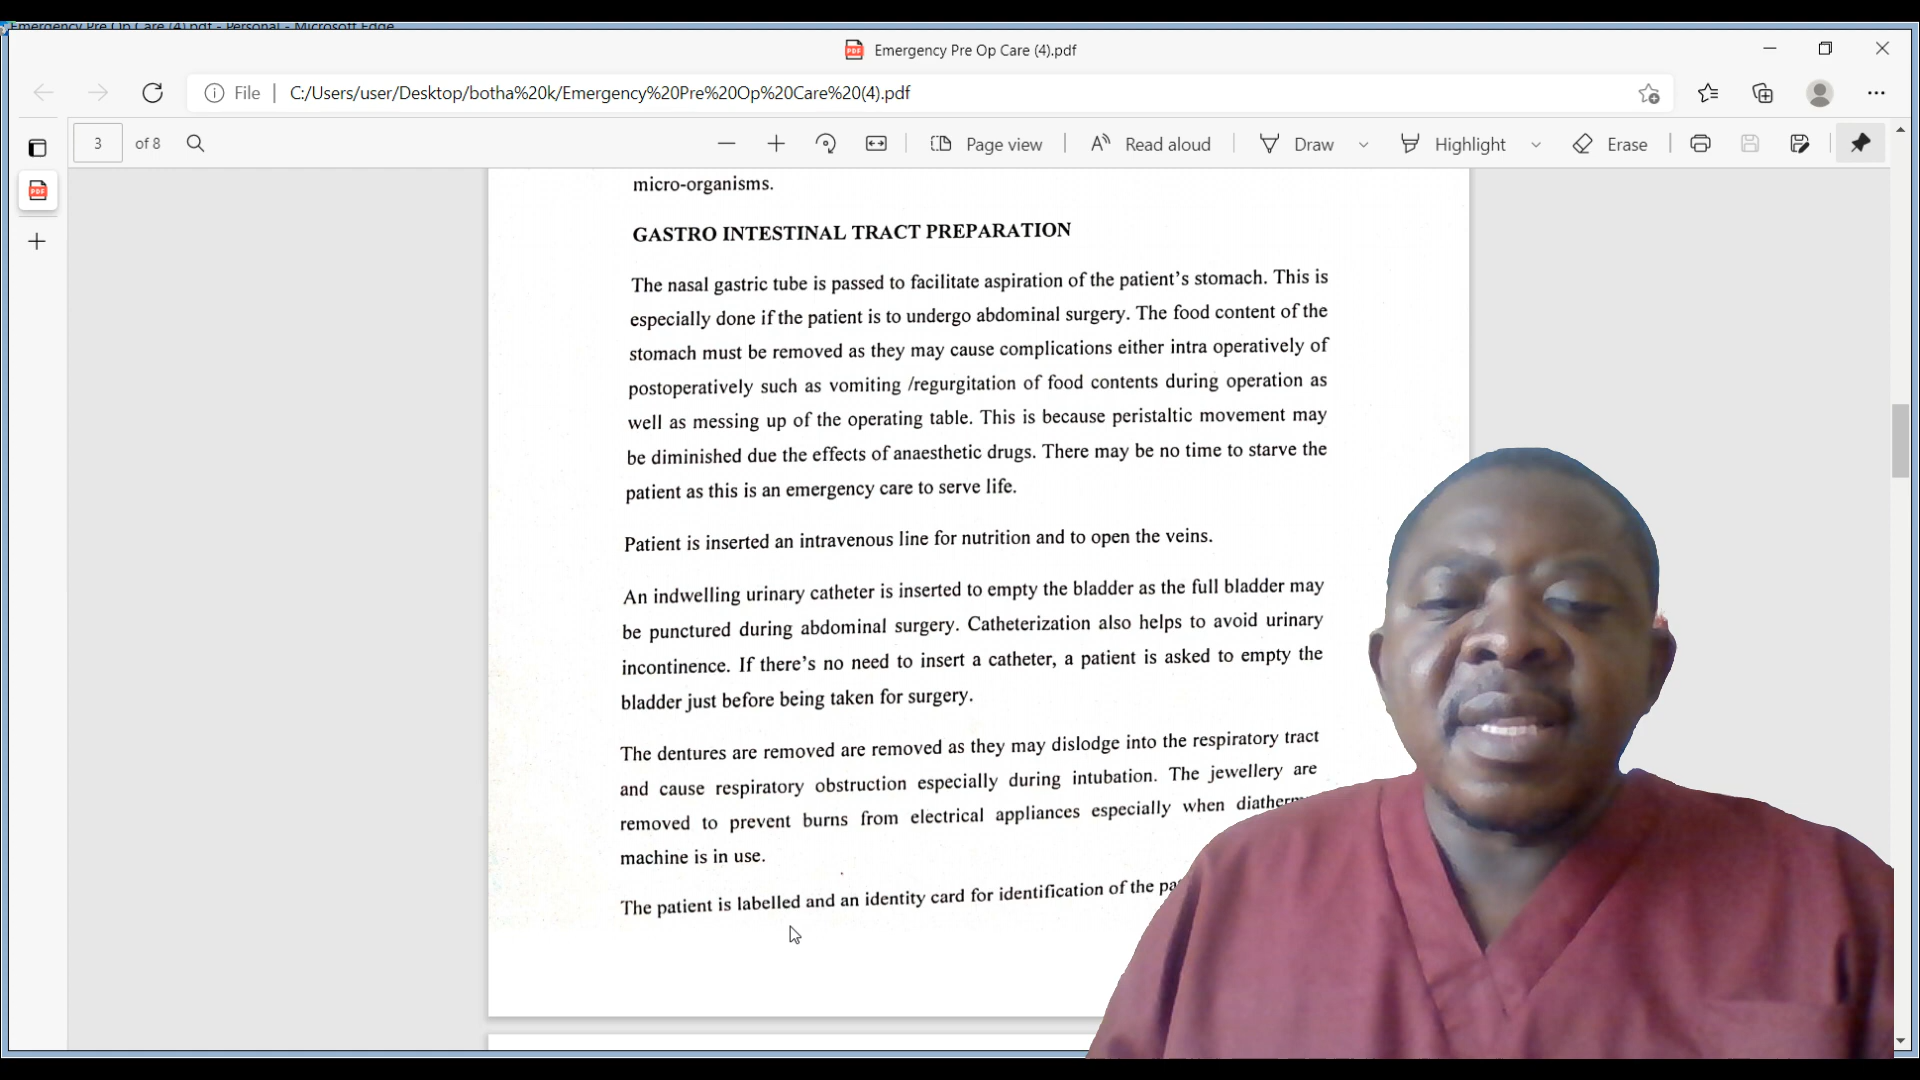 Emergency Pre Op Care (4).pdf - Personal - Microsoft Edge
Emergency Pre Op Care (4).pdf
File
C:/Users/user/Desktop/botha%20k/Emergency%20Pre%20Op%20Care%20(4).pdf
3 of 8 Page view Read aloud Draw Highlight Erase
micro-organisms.
GASTRO INTESTINAL TRACT PREPARATION
The nasal gastric tube is passed to facilitate aspiration of the patient's stomach. This is
especially done if the patient is to undergo abdominal surgery. The food content of the
stomach must be removed as they may cause complications either intra operatively of
postoperatively such as vomiting /regurgitation of food contents during operation as
well as messing up of the operating table. This is because peristaltic movement may
be diminished due the effects of anaesthetic drugs. There may be no time to starve the
patient as this is an emergency care to serve life.
Patient is inserted an intravenous line for nutrition and to open the veins.
An indwelling urinary catheter is inserted to empty the bladder as the full bladder may
be punctured during abdominal surgery. Catheterization also helps to avoid urinary
incontinence. If there's no need to insert a catheter, a patient is asked to empty the
bladder just before being taken for surgery.
The dentures are removed are removed as they may dislodge into the respiratory tract
and cause respiratory obstruction especially during intubation. The jewellery are
removed to prevent burns from electrical appliances especially when
machine is in use.
The patient is labelled and an identity card for identification of the